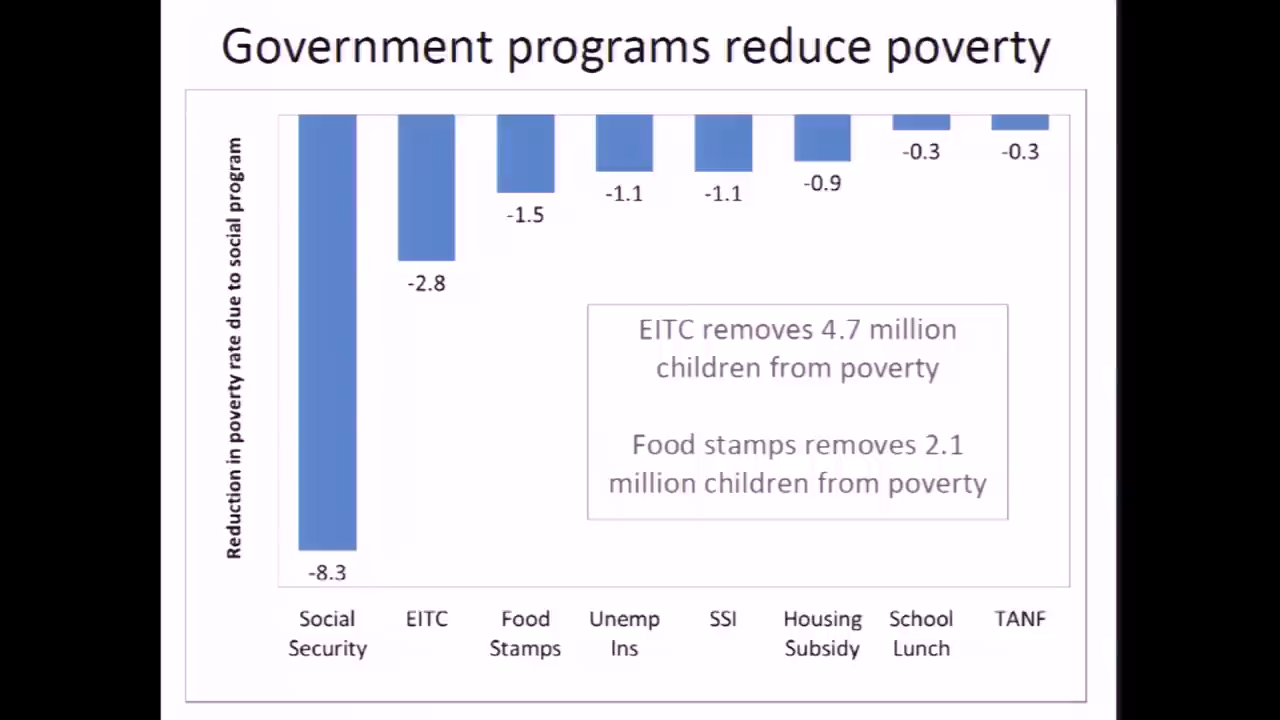 Government programs reduce poverty
Reduction in poverty rate due to social program
-8.3
-2.8
-1.5
-1.1
-1.1
-0.9
-0.3
-0.3
EITC removes 4.7 million
children from poverty
Food stamps removes 2.1
million children from poverty
Social
Security
EITC
Food
Stamps
Unemp
Ins
SSI
Housing
Subsidy
School
Lunch
TANF